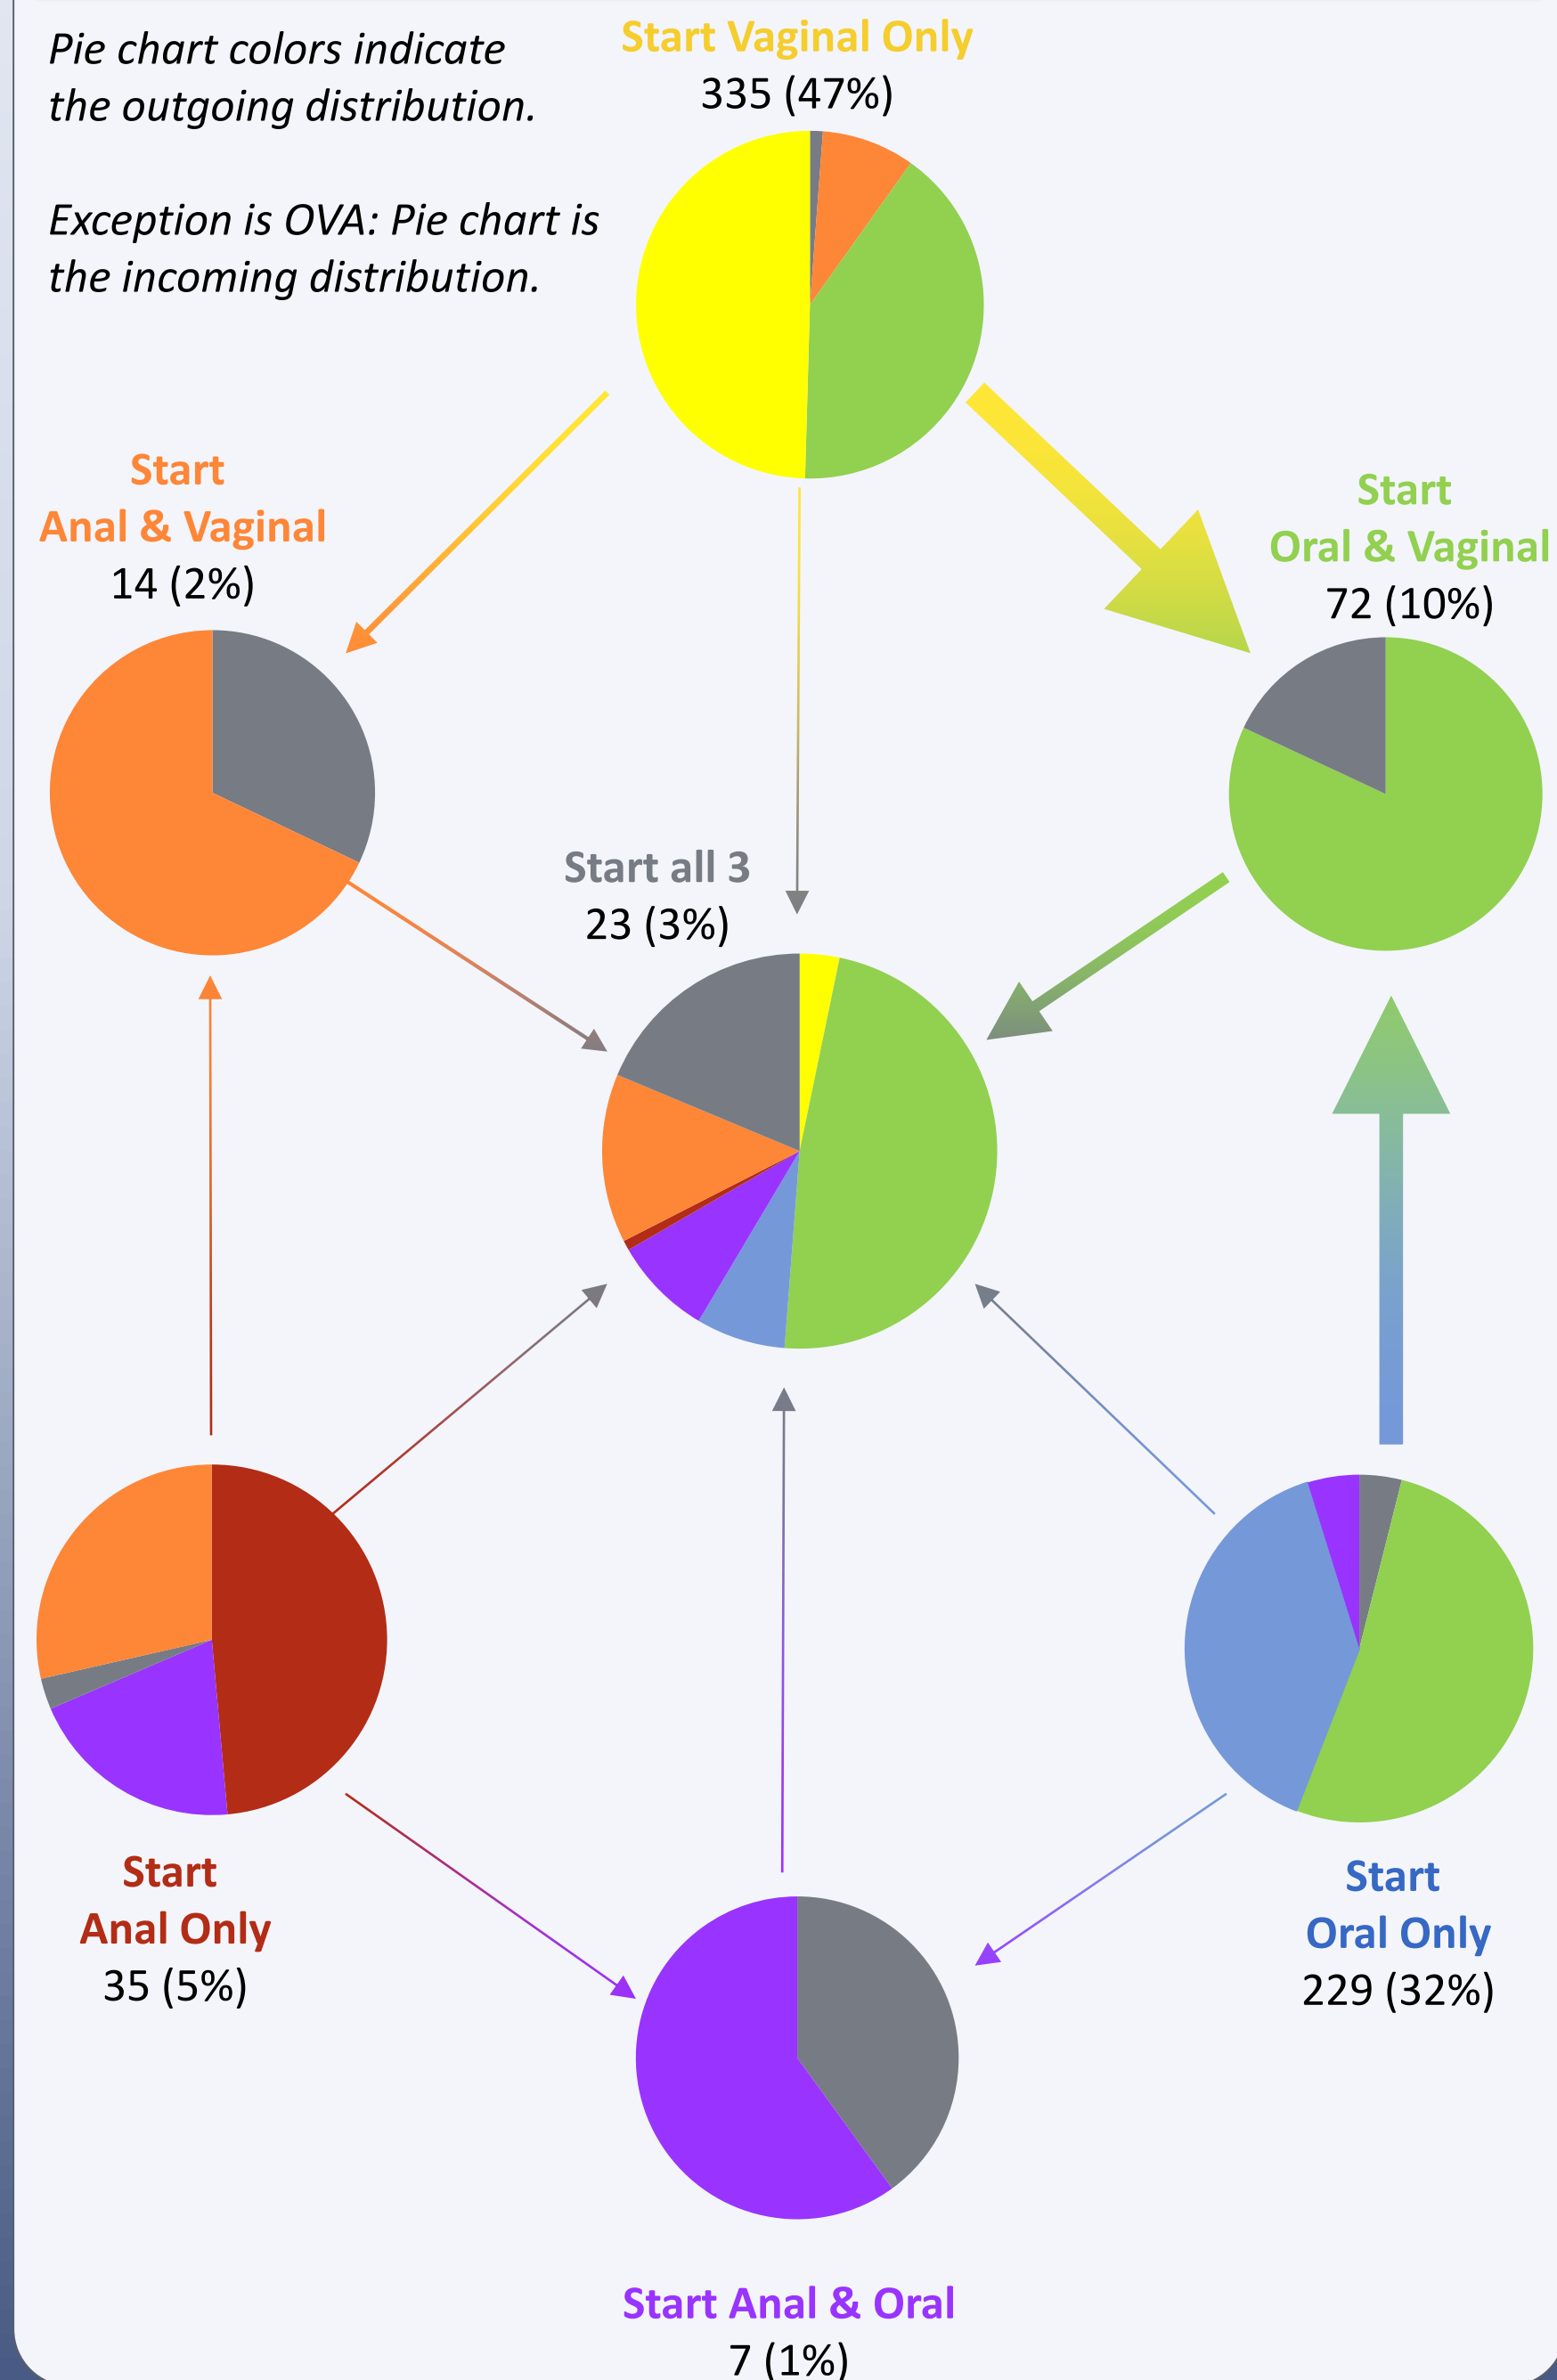 Pie chart colors indicate
the outgoing distribution.
Exception is OVA: Pie chart is
the incoming distribution.
Start Vaginal Only
335 (47%)
Start
Anal & Vaginal
14 (2%)
Start
Oral & Vaginal
72 (10%)
Start all 3
23 (3%)
Start
Anal Only
35 (5%)
Start
Oral Only
229 (32%)
Start Anal & Oral
7 (1%)